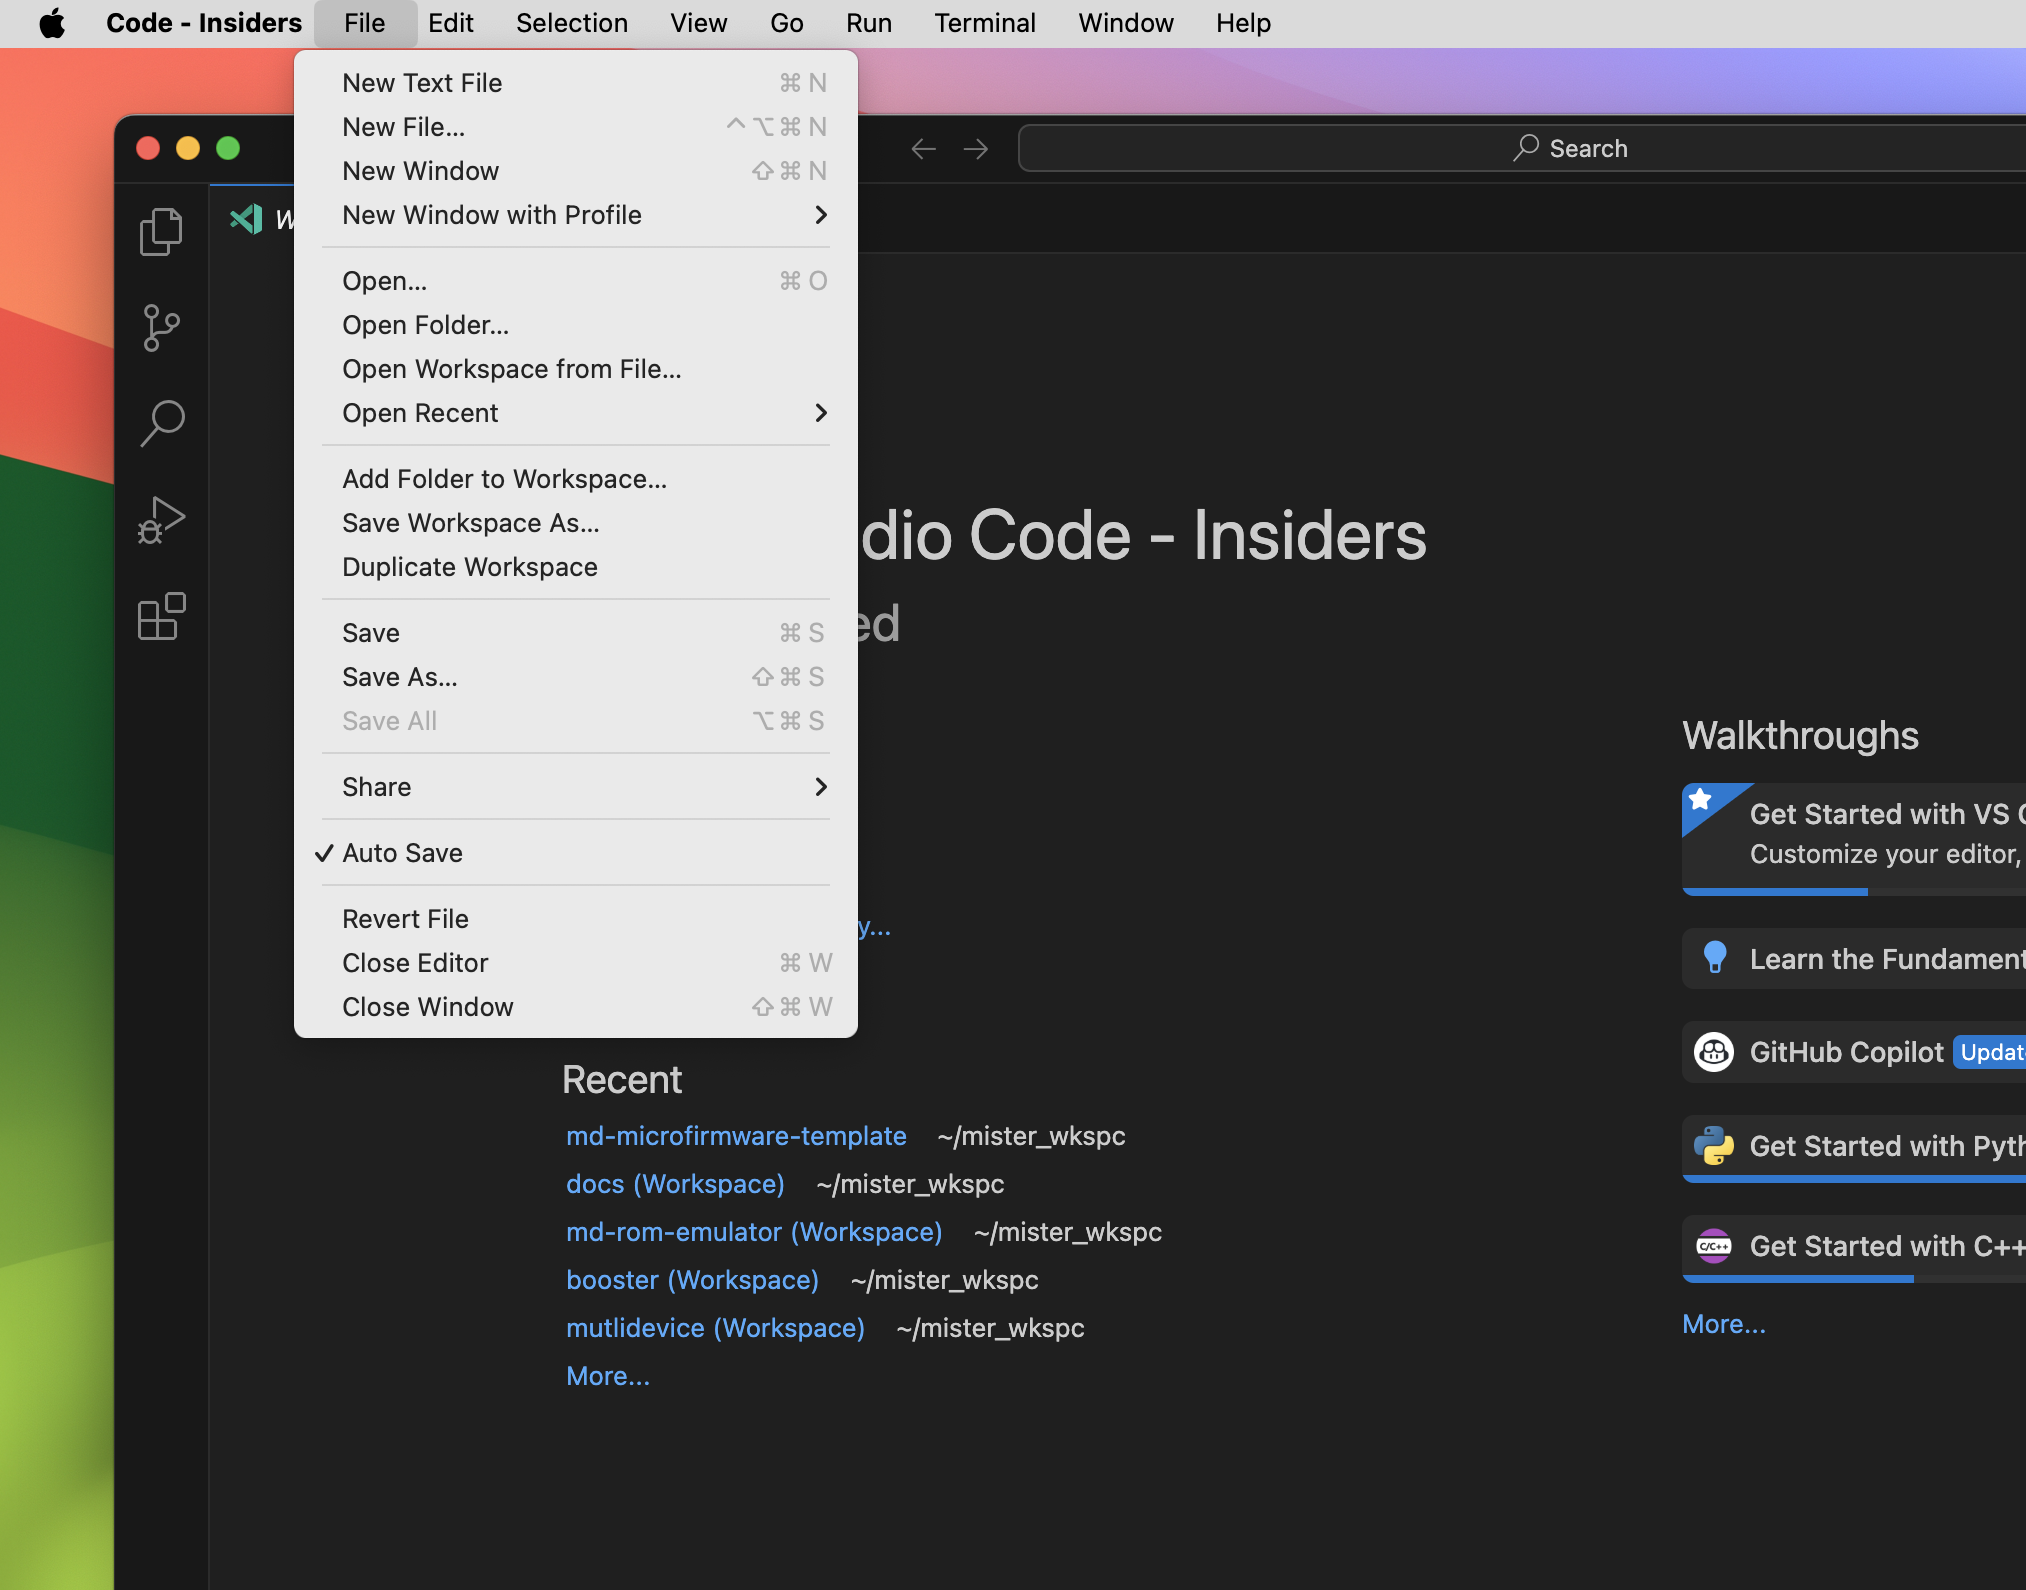 Code - Insiders File Edit Selection View Go Run Terminal Window Help
New Text File ⌘ N
New File... ^ ⌥ ⌘ N
New Window ⇧ ⌘ N
New Window with Profile
Open... ⌘ O
Open Folder...
Open Workspace from File...
Open Recent
Add Folder to Workspace...
Save Workspace As...
Duplicate Workspace
Save ⌘ S
Save As... ⇧ ⌘ S
Save All ⌥ ⌘ S
Share
✓ Auto Save
Revert File
Close Editor ⌘ W
Close Window ⇧ ⌘ W
Search
W
dio Code - Insiders
ed
y...
Recent
md-microfirmware-template ~/mister_wkspc
docs (Workspace) ~/mister_wkspc
md-rom-emulator (Workspace) ~/mister_wkspc
booster (Workspace) ~/mister_wkspc
mutlidevice (Workspace) ~/mister_wkspc
More...
Walkthroughs
Get Started with VS
Customize your editor,
Learn the Fundament
GitHub Copilot Updat
Get Started with Pyth
C/C++ Get Started with C++
More...